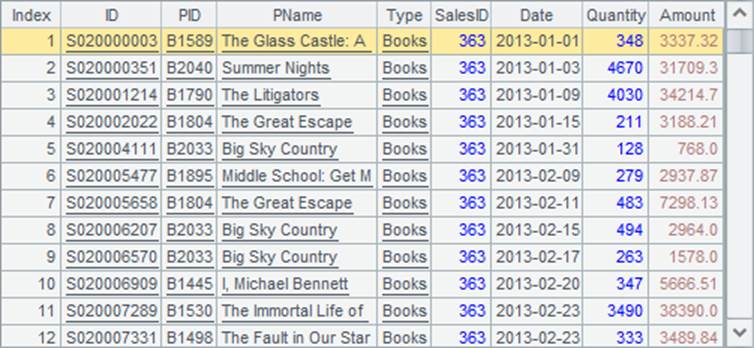 Index ID PID PName Type SalesID Date Quantity Amount
1 S020000003 B1589 The Glass Castle: A Books 363 2013-01-01 348 3337.32
2 S020000351 B2040 Summer Nights Books 363 2013-01-03 4670 31709.3
3 S020001214 B1790 The Litigators Books 363 2013-01-09 4030 34214.7
4 S020002022 B1804 The Great Escape Books 363 2013-01-15 211 3188.21
5 S020004111 B2033 Big Sky Country Books 363 2013-01-31 128 768.0
6 S020005477 B1895 Middle School: Get M Books 363 2013-02-09 279 2937.87
7 S020005658 B1804 The Great Escape Books 363 2013-02-11 483 7298.13
8 S020006207 B2033 Big Sky Country Books 363 2013-02-15 494 2964.0
9 S020006570 B2033 Big Sky Country Books 363 2013-02-17 263 1578.0
10 S020006909 B1445 I, Michael Bennett Books 363 2013-02-20 347 5666.51
11 S020007289 B1530 The Immortal Life of Books 363 2013-02-23 3490 38390.0
12 S020007331 B1498 The Fault in Our Star Books 363 2013-02-23 333 3489.84